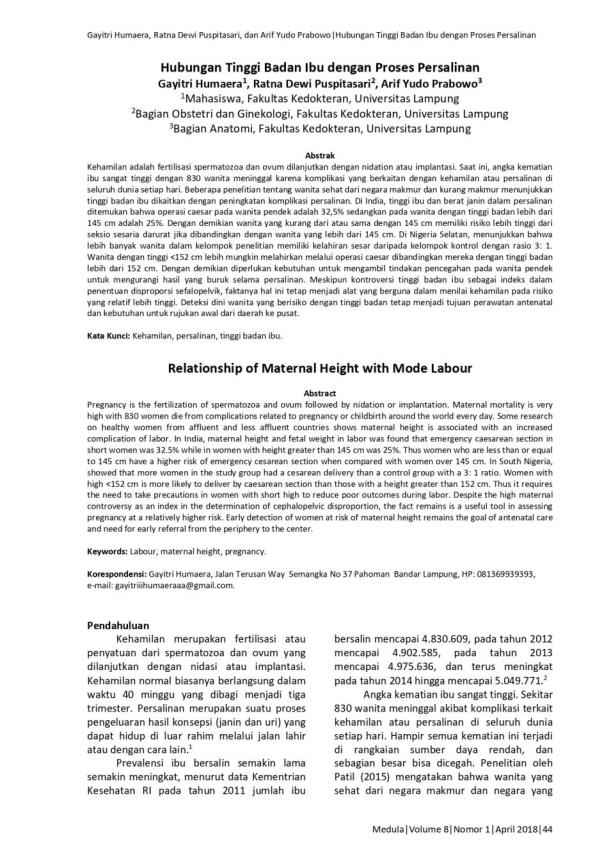 Gayitri Humaera, Ratna Dewi Puspitasari, dan Arif Yudo Prabowo|Hubungan Tinggi Badan Ibu dengan Proses Persalinan
Hubungan Tinggi Badan Ibu dengan Proses Persalinan
Gayitri Humaera¹, Ratna Dewi Puspitasari², Arif Yudo Prabowo³
¹Mahasiswa, Fakultas Kedokteran, Universitas Lampung
²Bagian Obstetri dan Ginekologi, Fakultas Kedokteran, Universitas Lampung
³Bagian Anatomi, Fakultas Kedokteran, Universitas Lampung
Abstrak
Kehamilan adalah fertilisasi spermatozoa dan ovum dilanjutkan dengan nidation atau implantasi. Saat ini, angka kematian
ibu sangat tinggi dengan 830 wanita meninggal karena komplikasi yang berkaitan dengan kehamilan atau persalinan di
seluruh dunia setiap hari. Beberapa penelitian tentang wanita sehat dari negara makmur dan kurang makmur menunjukkan
tinggi badan ibu dikaitkan dengan peningkatan komplikasi persalinan. Di India, tinggi ibu dan berat janin dalam persalinan
ditemukan bahwa operasi caesar pada wanita pendek adalah 32,5% sedangkan pada wanita dengan tinggi badan lebih dari
145 cm adalah 25%. Dengan demikian wanita yang kurang dari atau sama dengan 145 cm memiliki risiko lebih tinggi dari
seksio sesaria darurat jika dibandingkan dengan wanita yang lebih dari 145 cm. Di Nigeria Selatan, menunjukkan bahwa
lebih banyak wanita dalam kelompok penelitian memiliki kelahiran sesar daripada kelompok kontrol dengan rasio 3: 1.
Wanita dengan tinggi <152 cm lebih mungkin melahirkan melalui operasi caesar dibandingkan mereka dengan tinggi badan
lebih dari 152 cm. Dengan demikian diperlukan kebutuhan untuk mengambil tindakan pencegahan pada wanita pendek
untuk mengurangi hasil yang buruk selama persalinan. Meskipun kontroversi tinggi badan ibu sebagai indeks dalam
penentuan disproporsi sefalopelvik, faktanya hal ini tetap menjadi alat yang berguna dalam menilai kehamilan pada risiko
yang relatif lebih tinggi. Deteksi dini wanita yang berisiko dengan tinggi badan tetap menjadi tujuan perawatan antenatal
dan kebutuhan untuk rujukan awal dari daerah ke pusat.
Kata Kunci: Kehamilan, persalinan, tinggi badan ibu.
Relationship of Maternal Height with Mode Labour
Abstract
Pregnancy is the fertilization of spermatozoa and ovum followed by nidation or implantation. Maternal mortality is very
high with 830 women die from complications related to pregnancy or childbirth around the world every day. Some research
on healthy women from affluent and less affluent countries shows maternal height is associated with an increased
complication of labor. In India, maternal height and fetal weight in labor was found that emergency caesarean section in
short women was 32.5% while in women with height greater than 145 cm was 25%. Thus women who are less than or equal
to 145 cm have a higher risk of emergency cesarean section when compared with women over 145 cm. In South Nigeria,
showed that more women in the study group had a cesarean delivery than a control group with a 3: 1 ratio. Women with
high <152 cm is more likely to deliver by caesarean section than those with a height greater than 152 cm. Thus it requires
the need to take precautions in women with short high to reduce poor outcomes during labor. Despite the high maternal
controversy as an index in the determination of cephalopelvic disproportion, the fact remains is a useful tool in assessing
pregnancy at a relatively higher risk. Early detection of women at risk of maternal height remains the goal of antenatal care
and need for early referral from the periphery to the center.
Keywords: Labour, maternal height, pregnancy.
Korespondensi: Gayitri Humaera, Jalan Terusan Way Semangka No 37 Pahoman Bandar Lampung, HP: 081369939393,
e-mail: gayitriiihumaeraaa@gmail.com.
Pendahuluan
Kehamilan merupakan fertilisasi atau
penyatuan dari spermatozoa dan ovum yang
dilanjutkan dengan nidasi atau implantasi.
Kehamilan normal biasanya berlangsung dalam
waktu 40 minggu yang dibagi menjadi tiga
trimester. Persalinan merupakan suatu proses
pengeluaran hasil konsepsi (janin dan uri) yang
dapat hidup di luar rahim melalui jalan lahir
atau dengan cara lain.¹
Prevalensi ibu bersalin semakin lama
semakin meningkat, menurut data Kementrian
Kesehatan RI pada tahun 2011 jumlah ibu
bersalin mencapai 4.830.609, pada tahun 2012
mencapai 4.902.585, pada tahun 2013
mencapai 4.975.636, dan terus meningkat
pada tahun 2014 hingga mencapai 5.049.771.²
Angka kematian ibu sangat tinggi. Sekitar
830 wanita meninggal akibat komplikasi terkait
kehamilan atau persalinan di seluruh dunia
setiap hari. Hampir semua kematian ini terjadi
di rangkaian sumber daya rendah, dan
sebagian besar bisa dicegah. Penelitian oleh
Patil (2015) mengatakan bahwa wanita yang
sehat dari negara makmur dan negara yang
Medula|Volume 8|Nomor 1|April 2018|44